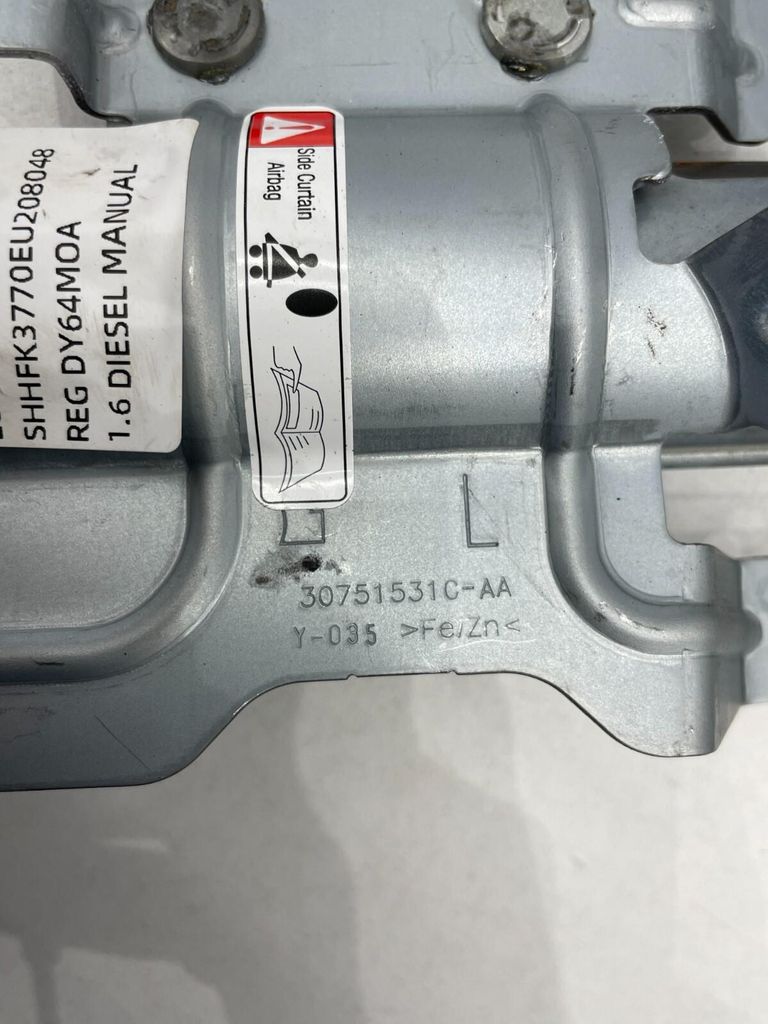 SHHFK3770EU208048
REG DY64MOA
1.6 DIESEL MANUAL
Side Curtain
Airbag
L
30751531C-AA
Y-035 >Fe/Zn<